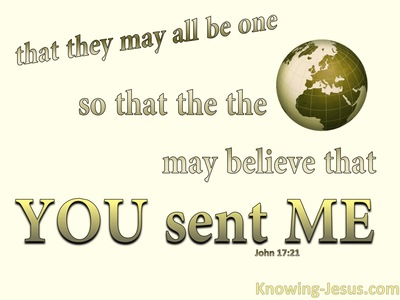 that they may all be one
so that the the
may believe that
YOU sent ME
John 17:21
Knowing-Jesus.com